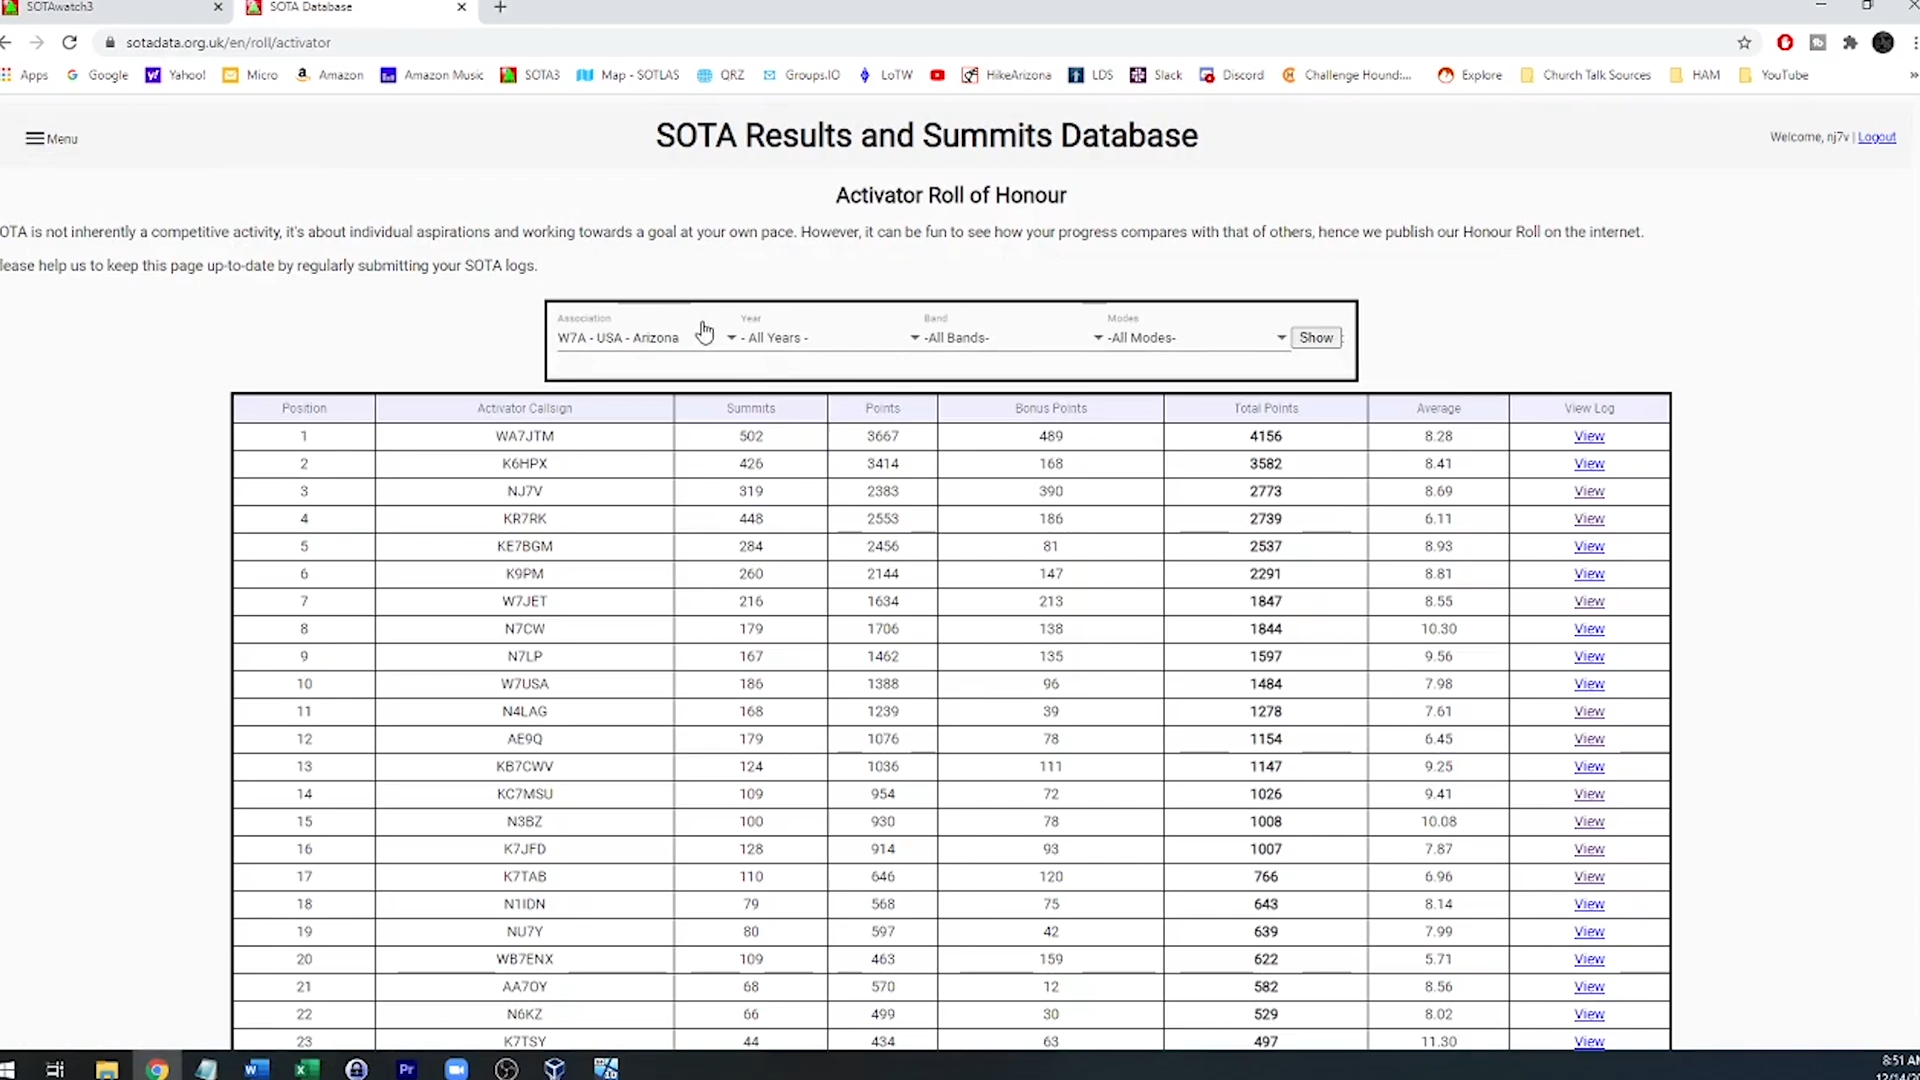 SOTAwatch3
SOTA Database
sotadata.org.uk/en/roll/activator
Apps Google Yahoo! Micro Amazon Amazon Music SOTA3 Map - SOTLAS QRZ Groups.IO LoTW HikeArizona LDS Slack Discord Challenge Hound:... Explore Church Talk Sources HAM YouTube »
Menu
SOTA Results and Summits Database
Welcome, nj7v | Logout
Activator Roll of Honour
OTA is not inherently a competitive activity, it's about individual aspirations and working towards a goal at your own pace. However, it can be fun to see how your progress compares with that of others, hence we publish our Honour Roll on the internet.
lease help us to keep this page up-to-date by regularly submitting your SOTA logs.
Association Year Band Modes
W7A - USA - Arizona - All Years - -All Bands- -All Modes- Show
Position Activator Callsign Summits Points Bonus Points Total Points Average View Log
1 WA7JTM 502 3667 489 4156 8.28 View
2 K6HPX 426 3414 168 3582 8.41 View
3 NJ7V 319 2383 390 2773 8.69 View
4 KR7RK 448 2553 186 2739 6.11 View
5 KE7BGM 284 2456 81 2537 8.93 View
6 K9PM 260 2144 147 2291 8.81 View
7 W7JET 216 1634 213 1847 8.55 View
8 N7CW 179 1706 138 1844 10.30 View
9 N7LP 167 1462 135 1597 9.56 View
10 W7USA 186 1388 96 1484 7.98 View
11 N4LAG 168 1239 39 1278 7.61 View
12 AE9Q 179 1076 78 1154 6.45 View
13 KB7CWV 124 1036 111 1147 9.25 View
14 KC7MSU 109 954 72 1026 9.41 View
15 N3BZ 100 930 78 1008 10.08 View
16 K7JFD 128 914 93 1007 7.87 View
17 K7TAB 110 646 120 766 6.96 View
18 N1IDN 79 568 75 643 8.14 View
19 NU7Y 80 597 42 639 7.99 View
20 WB7ENX 109 463 159 622 5.71 View
21 AA7OY 68 570 12 582 8.56 View
22 N6KZ 66 499 30 529 8.02 View
23 K7TSY 44 434 63 497 11.30 View
8:51 AM